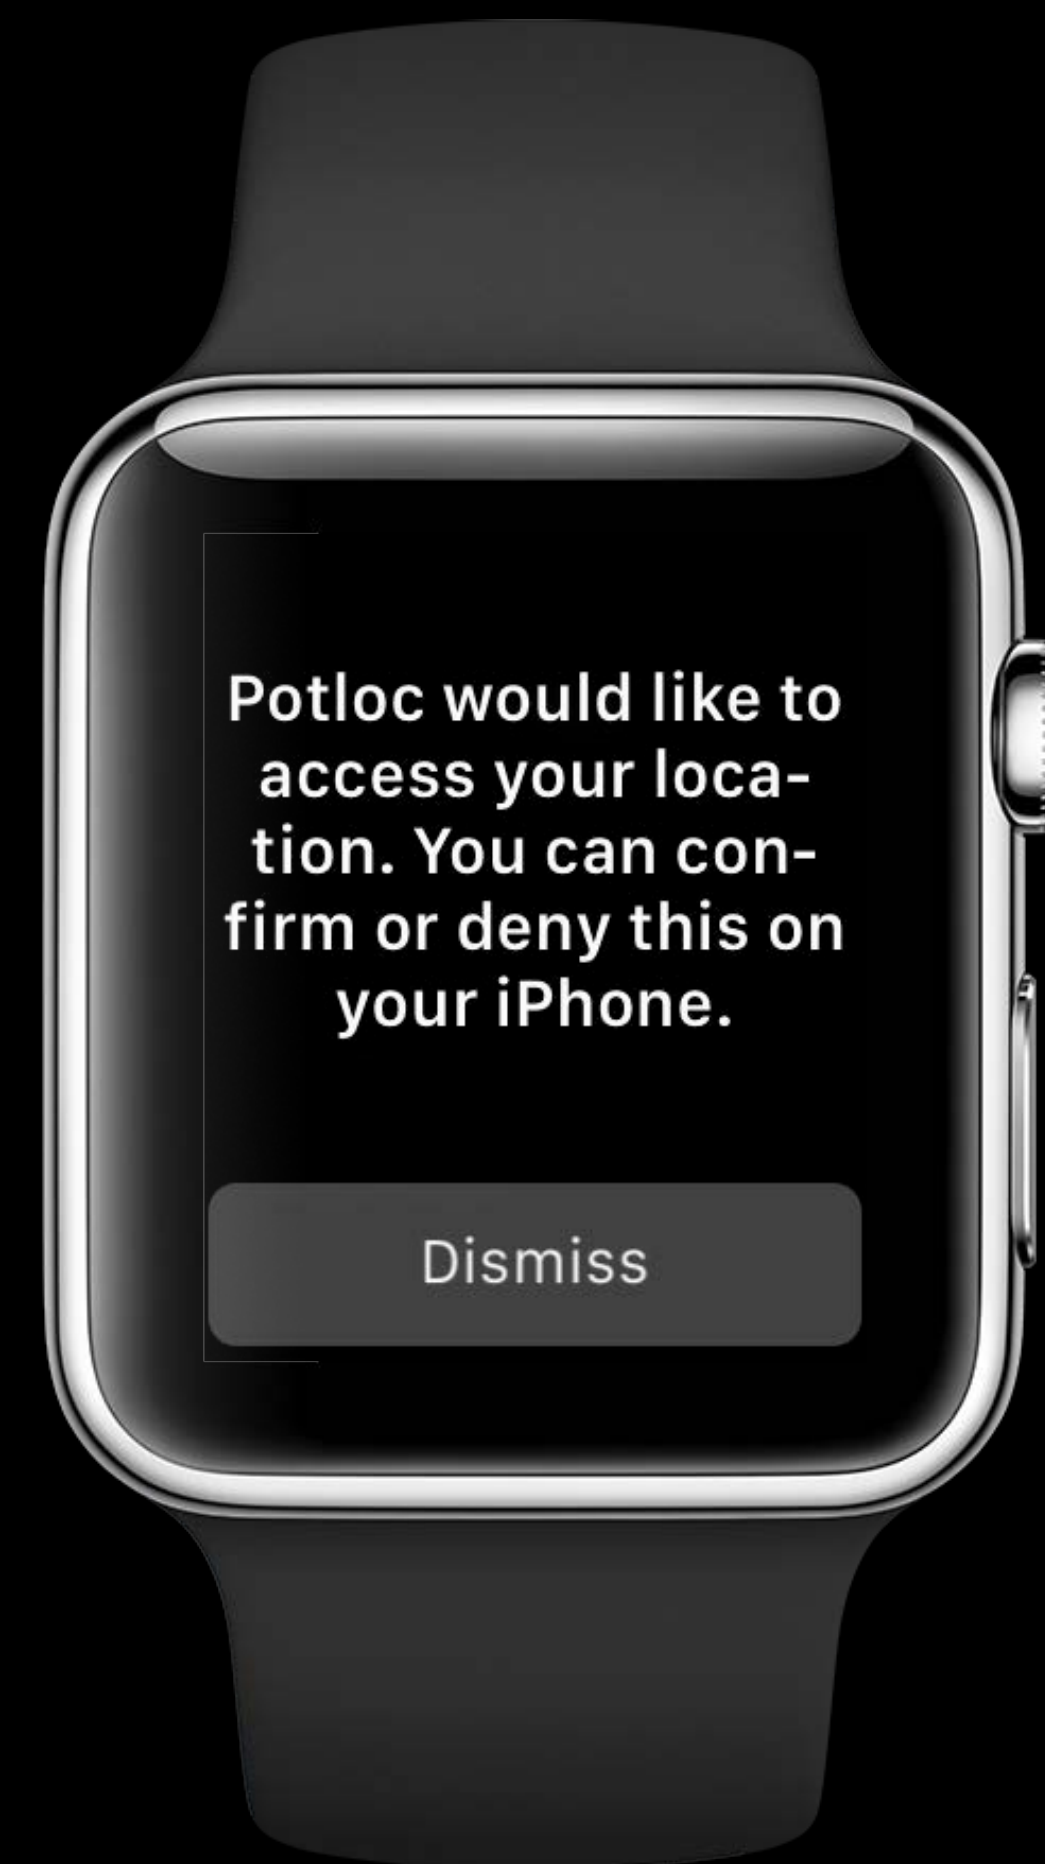 Potloc would like to
access your loca-
tion. You can con-
firm or deny this on
your iPhone.
Dismiss